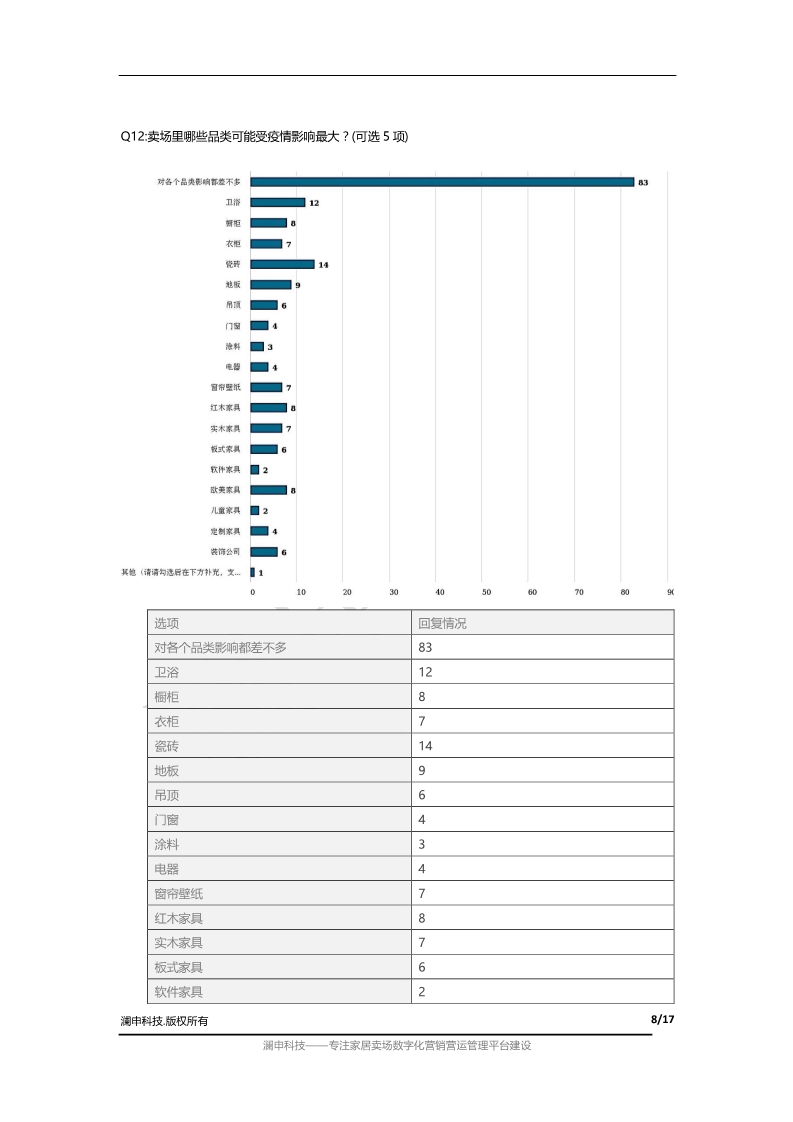 Q12:卖场里哪些品类可能受疫情影响最大？(可选 5 项)
对各个品类影响都差不多 83
卫浴 12
橱柜 8
衣柜 7
瓷砖 14
地板 9
吊顶 6
门窗 4
涂料 3
电器 4
窗帘壁纸 7
红木家具 8
实木家具 7
板式家具 6
软件家具 2
欧美家具 8
儿童家具 2
定制家具 4
装饰公司 6
其他（请请勾选后在下方补充，支... 1
0 10 20 30 40 50 60 70 80 90
选项 回复情况
对各个品类影响都差不多 83
卫浴 12
橱柜 8
衣柜 7
瓷砖 14
地板 9
吊顶 6
门窗 4
涂料 3
电器 4
窗帘壁纸 7
红木家具 8
实木家具 7
板式家具 6
软件家具 2
澜申科技.版权所有 8/17
澜申科技——专注家居卖场数字化营销营运管理平台建设